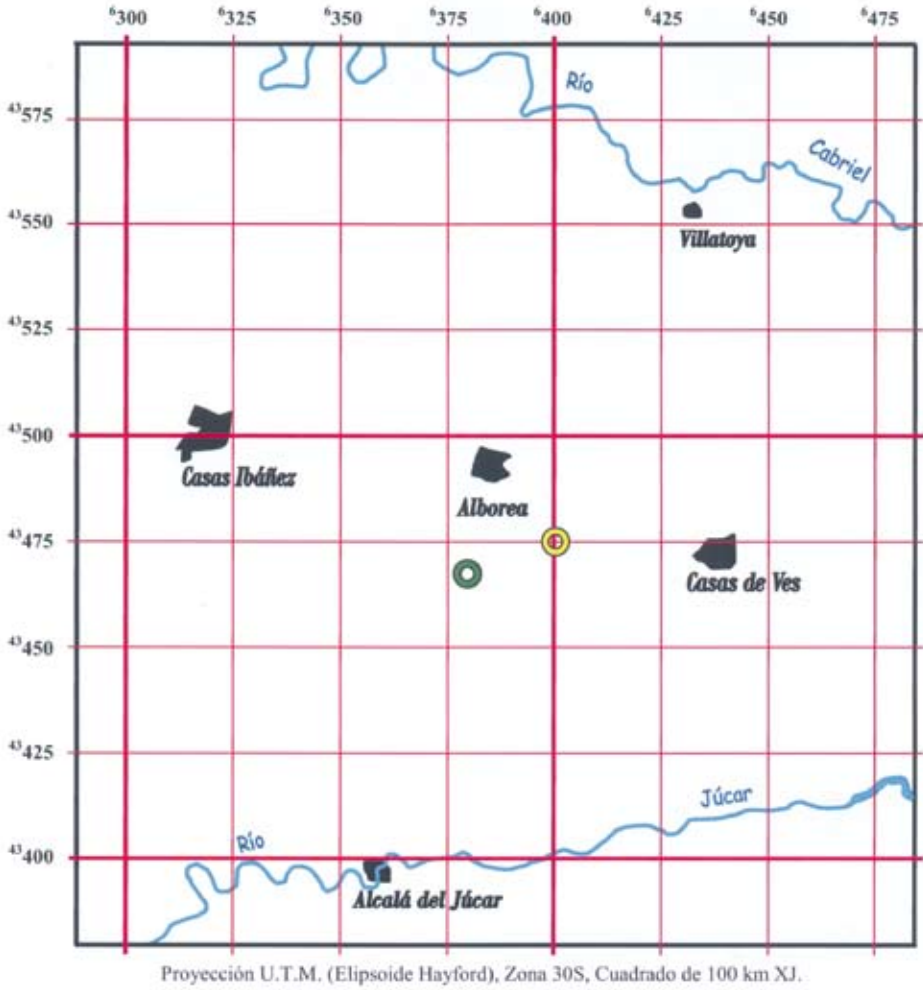 ⁶300 ⁶325 ⁶350 ⁶375 ⁶400 ⁶425 ⁶450 ⁶475
⁴³575
Río
Cabriel
⁴³550
Villatoya
⁴³525
⁴³500
Casas Ibáñez
Alborea
⁴³475
Casas de Ves
⁴³450
⁴³425
Júcar
Río
⁴³400
Alcalá del Júcar
Proyección U.T.M. (Elipsoide Hayford), Zona 30S, Cuadrado de 100 km XJ.